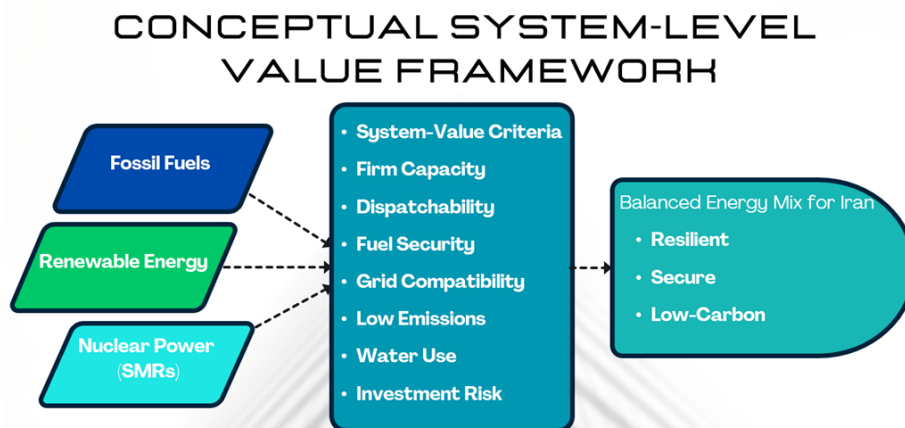 CONCEPTUAL SYSTEM-LEVEL
VALUE FRAMEWORK
Fossil Fuels
Renewable Energy
Nuclear Power
(SMRs)
• System-Value Criteria
• Firm Capacity
• Dispatchability
• Fuel Security
• Grid Compatibility
• Low Emissions
• Water Use
• Investment Risk
Balanced Energy Mix for Iran
• Resilient
• Secure
• Low-Carbon